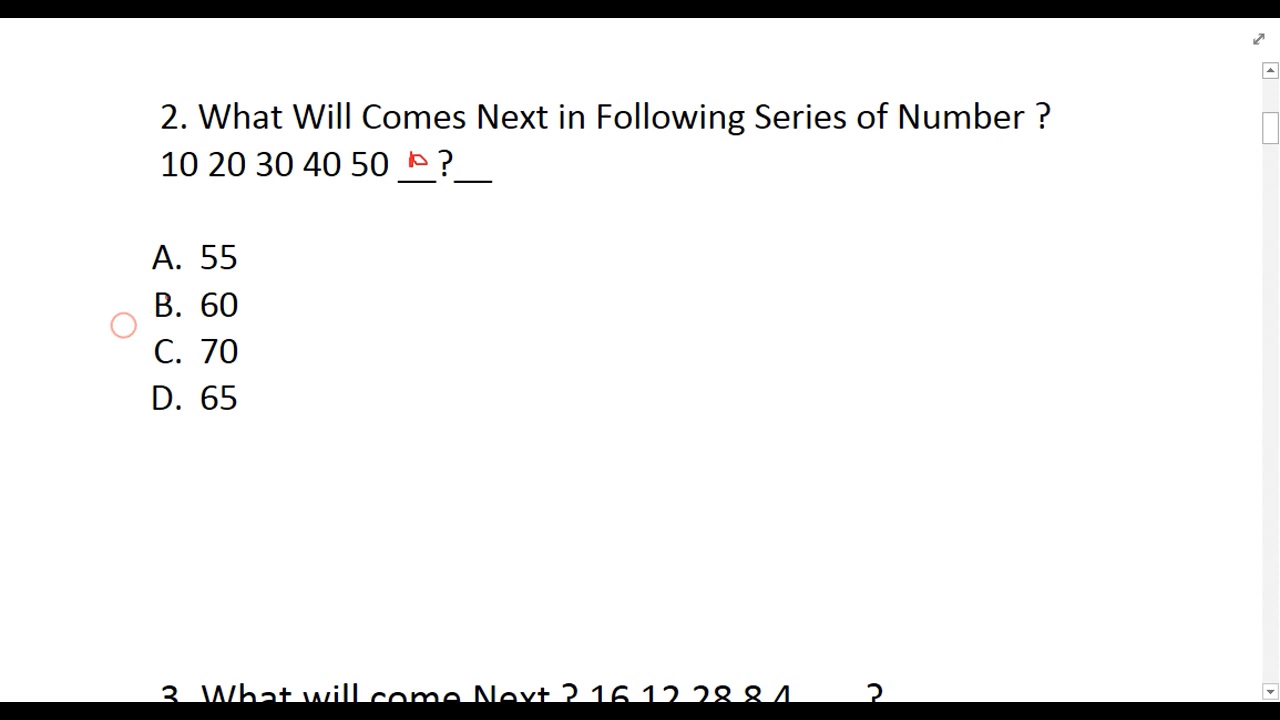 2. What Will Comes Next in Following Series of Number ?
10 20 30 40 50 __?__
A. 55
B. 60
C. 70
D. 65
3. What will come Next ? 16 12 28 8 4 ?